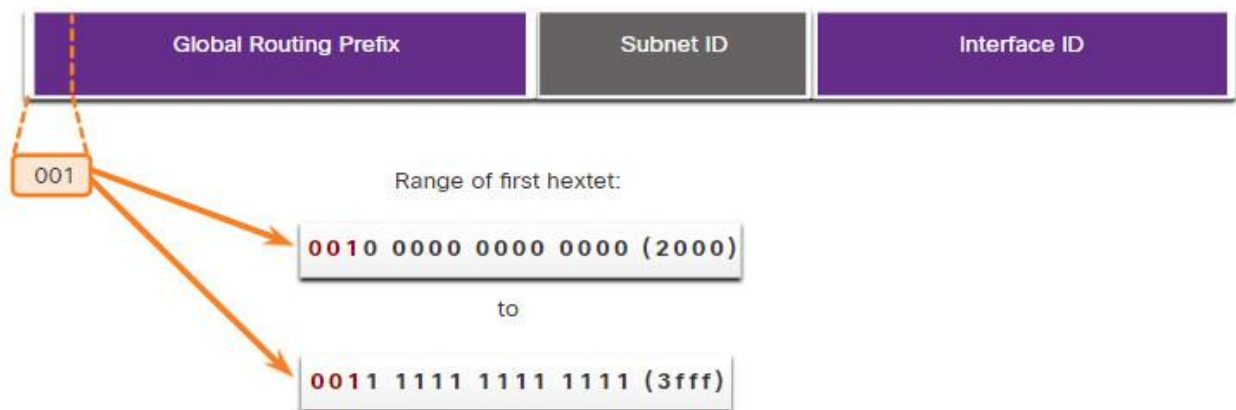 Global Routing Prefix Subnet ID Interface ID
001
Range of first hextet:
0010 0000 0000 0000 (2000)
to
0011 1111 1111 1111 (3fff)